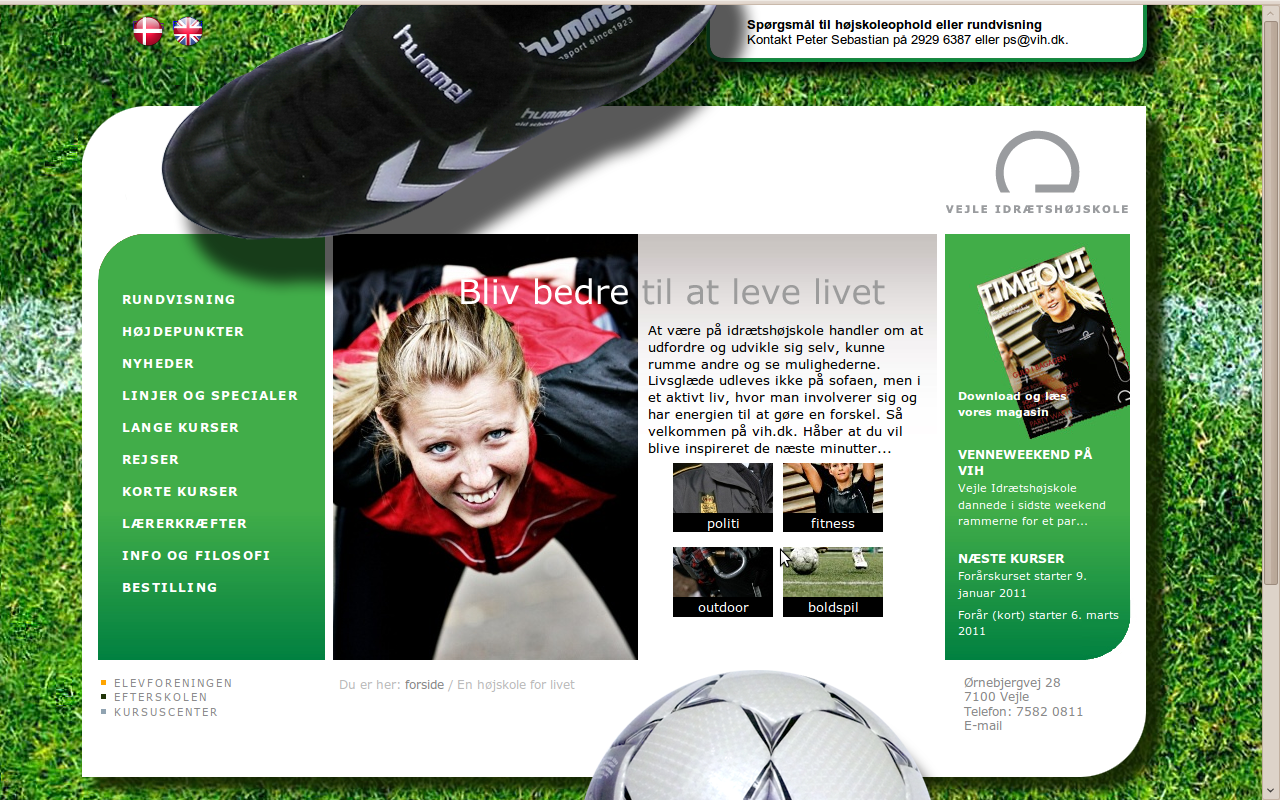 Spørgsmål til højskoleophold eller rundvisning
Kontakt Peter Sebastian på 2929 6387 eller ps@vih.dk.
hummel
hummel
sport since1923
hummel
VEJLE IDRÆTSHØJSKOLE
RUNDVISNING
HØJDEPUNKTER
NYHEDER
LINJER OG SPECIALER
LANGE KURSER
REJSER
KORTE KURSER
LÆRERKRÆFTER
INFO OG FILOSOFI
BESTILLING
Bliv bedre til at leve livet
At være på idrætshøjskole handler om at
udfordre og udvikle sig selv, kunne
rumme andre og se mulighederne.
Livsglæde udleves ikke på sofaen, men i
et aktivt liv, hvor man involverer sig og
har energien til at gøre en forskel. Så
velkommen på vih.dk. Håber at du vil
blive inspireret de næste minutter...
politi
fitness
outdoor
boldspil
TIMEOUT
hummel
Download og læs
vores magasin
VENNEWEEKEND PÅ
VIH
Vejle Idrætshøjskole
dannede i sidste weekend
rammerne for et par...
NÆSTE KURSER
Forårskurset starter 9.
januar 2011
Forår (kort) starter 6. marts
2011
ELEVFORENINGEN
EFTERSKOLEN
KURSUSCENTER
Du er her: forside / En højskole for livet
Ørnebjergvej 28
7100 Vejle
Telefon: 7582 0811
E-mail